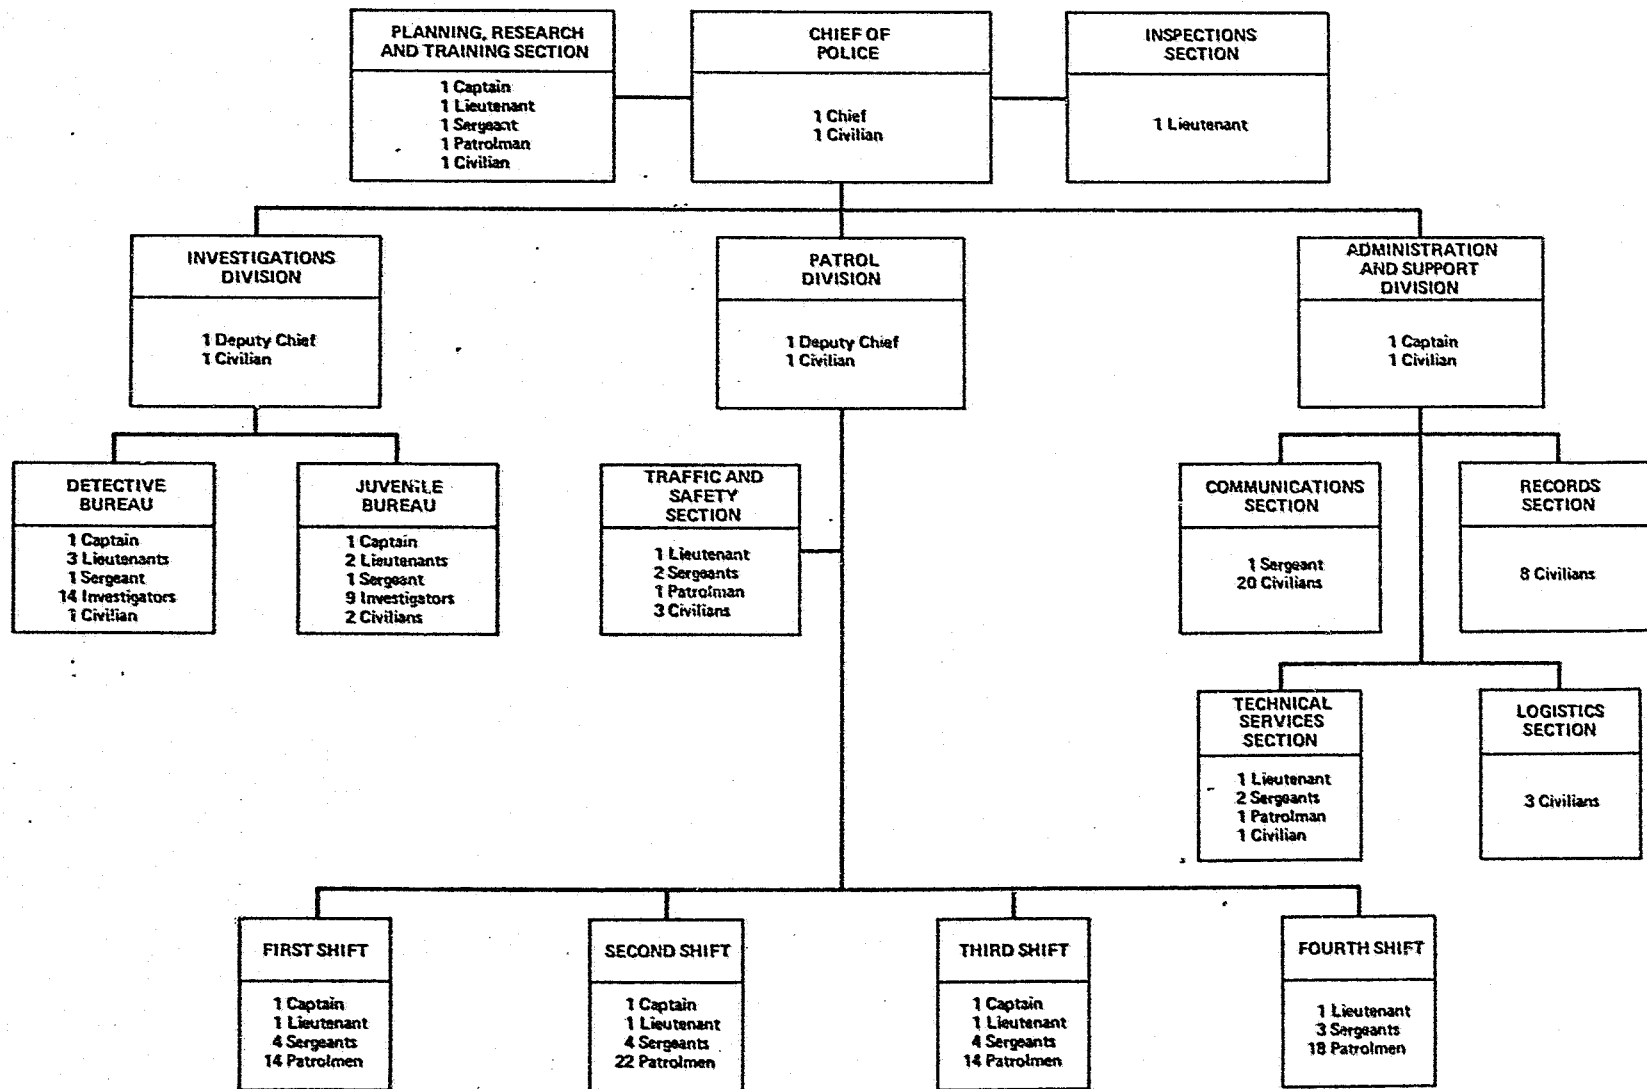 PLANNING, RESEARCH
AND TRAINING SECTION
1 Captain
1 Lieutenant
1 Sergeant
1 Patrolman
1 Civilian
CHIEF OF
POLICE
1 Chief
1 Civilian
INSPECTIONS
SECTION
1 Lieutenant
INVESTIGATIONS
DIVISION
1 Deputy Chief
1 Civilian
PATROL
DIVISION
1 Deputy Chief
1 Civilian
ADMINISTRATION
AND SUPPORT
DIVISION
1 Captain
1 Civilian
DETECTIVE
BUREAU
1 Captain
3 Lieutenants
1 Sergeant
14 Investigators
1 Civilian
JUVENILE
BUREAU
1 Captain
2 Lieutenants
1 Sergeant
9 Investigators
2 Civilians
TRAFFIC AND
SAFETY
SECTION
1 Lieutenant
2 Sergeants
1 Patrolman
3 Civilians
COMMUNICATIONS
SECTION
1 Sergeant
20 Civilians
RECORDS
SECTION
8 Civilians
TECHNICAL
SERVICES
SECTION
1 Lieutenant
2 Sergeants
1 Patrolman
1 Civilian
LOGISTICS
SECTION
3 Civilians
FIRST SHIFT
1 Captain
1 Lieutenant
4 Sergeants
14 Patrolmen
SECOND SHIFT
1 Captain
1 Lieutenant
4 Sergeants
22 Patrolmen
THIRD SHIFT
1 Captain
1 Lieutenant
4 Sergeants
14 Patrolmen
FOURTH SHIFT
1 Lieutenant
3 Sergeants
18 Patrolmen